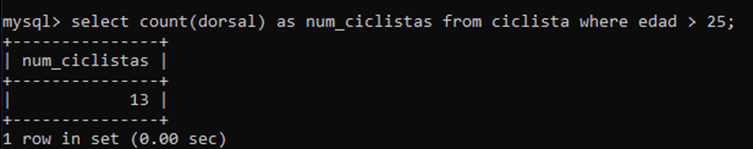 mysql> select count(dorsal) as num_ciclistas from ciclista where edad > 25;
+---------------+
| num_ciclistas |
+---------------+
|            13 |
+---------------+
1 row in set (0.00 sec)